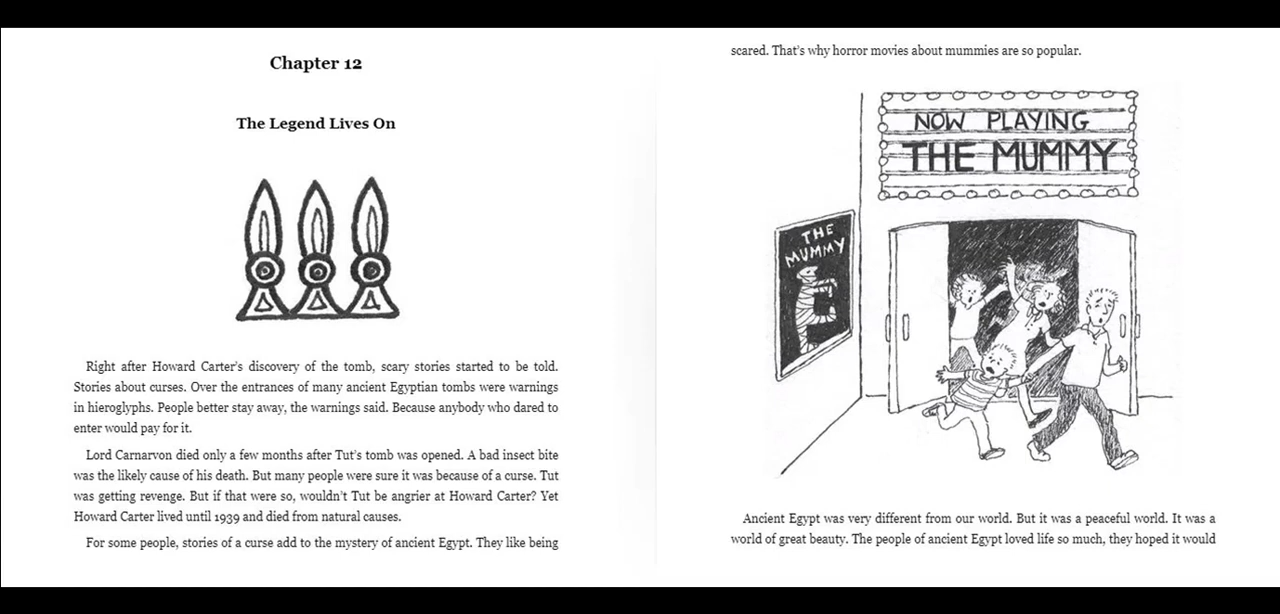 Chapter 12
The Legend Lives On
Right after Howard Carter's discovery of the tomb, scary stories started to be told.
Stories about curses. Over the entrances of many ancient Egyptian tombs were warnings
in hieroglyphs. People better stay away, the warnings said. Because anybody who dared to
enter would pay for it.
Lord Carnarvon died only a few months after Tut's tomb was opened. A bad insect bite
was the likely cause of his death. But many people were sure it was because of a curse. Tut
was getting revenge. But if that were so, wouldn't Tut be angrier at Howard Carter? Yet
Howard Carter lived until 1939 and died from natural causes.
For some people, stories of a curse add to the mystery of ancient Egypt. They like being
scared. That's why horror movies about mummies are so popular.
NOW PLAYING
THE MUMMY
THE
MUMMY
Ancient Egypt was very different from our world. But it was a peaceful world. It was a
world of great beauty. The people of ancient Egypt loved life so much, they hoped it would